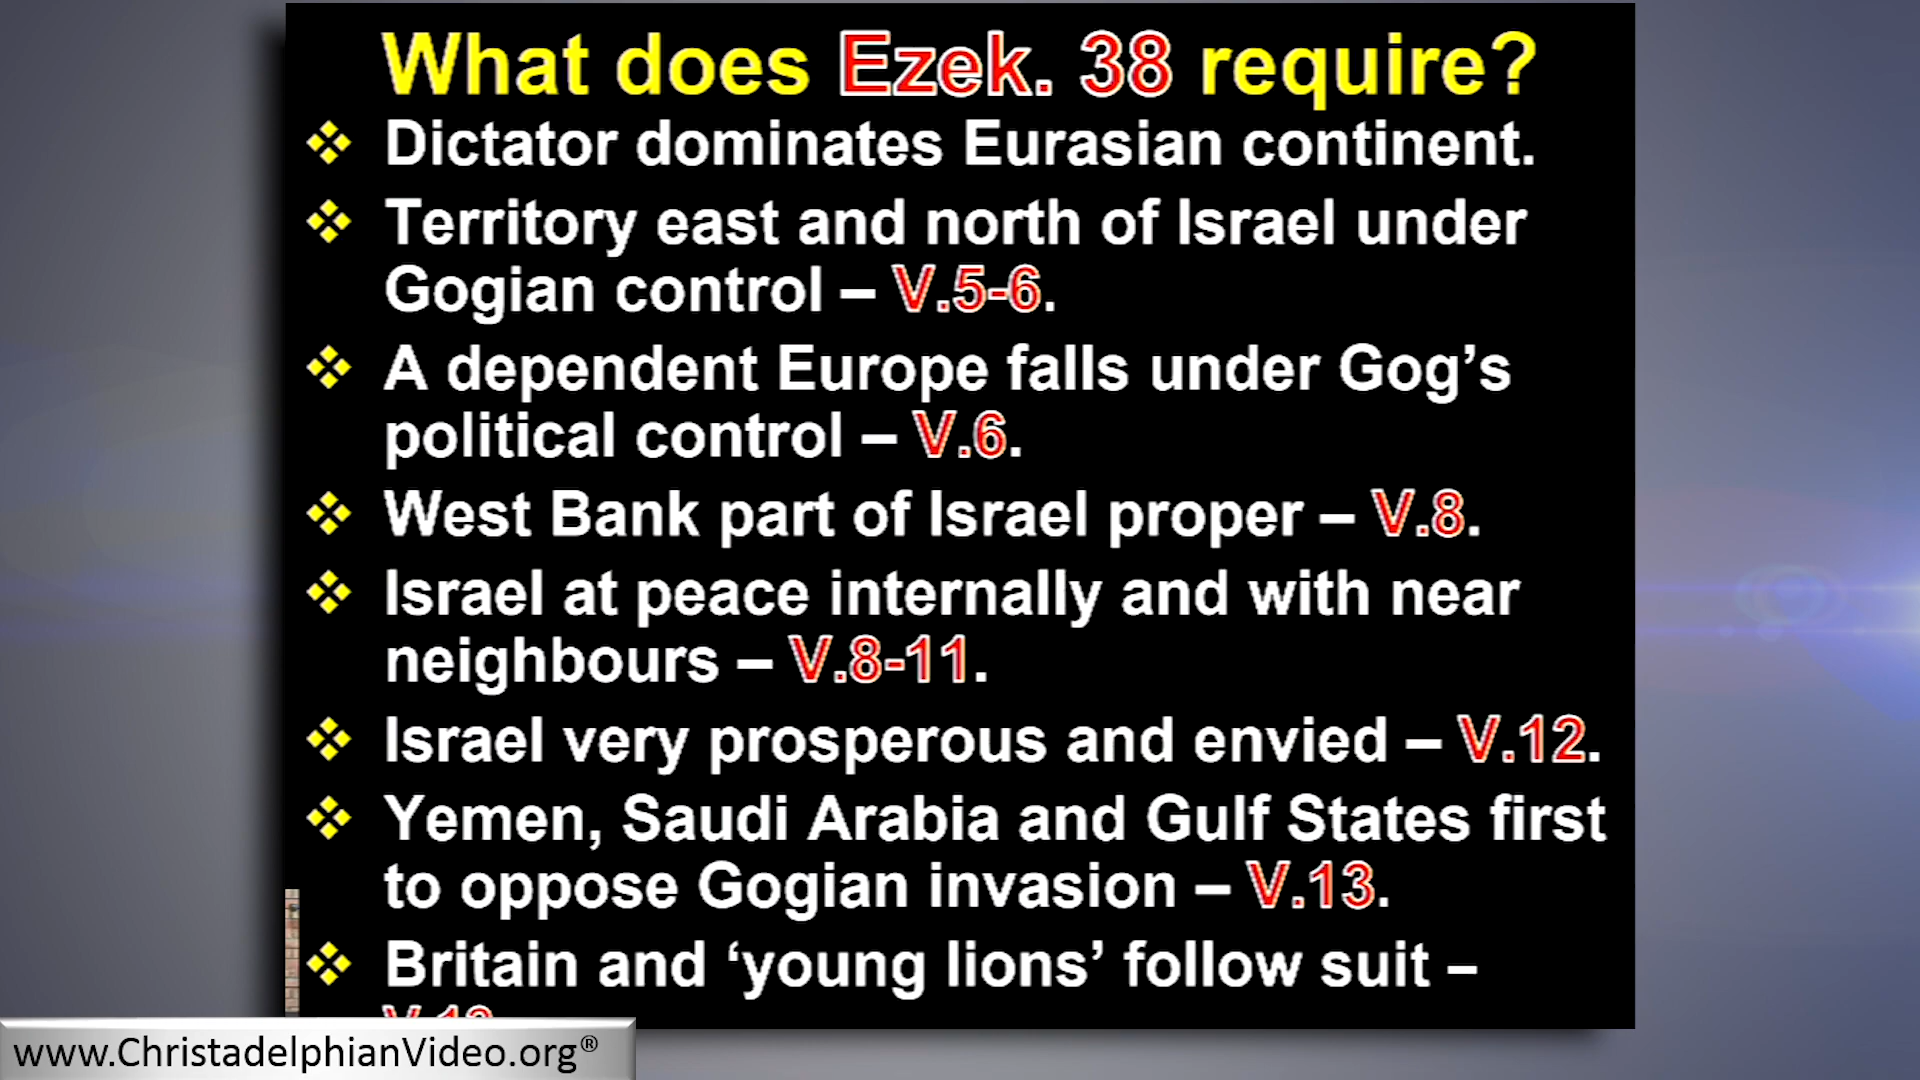 What does Ezek. 38 require?
❖ Dictator dominates Eurasian continent.
❖ Territory east and north of Israel under
Gogian control – V.5-6.
❖ A dependent Europe falls under Gog’s
political control – V.6.
❖ West Bank part of Israel proper – V.8.
❖ Israel at peace internally and with near
neighbours – V.8-11.
❖ Israel very prosperous and envied – V.12.
❖ Yemen, Saudi Arabia and Gulf States first
to oppose Gogian invasion – V.13.
❖ Britain and ‘young lions’ follow suit –
www.ChristadelphianVideo.org®